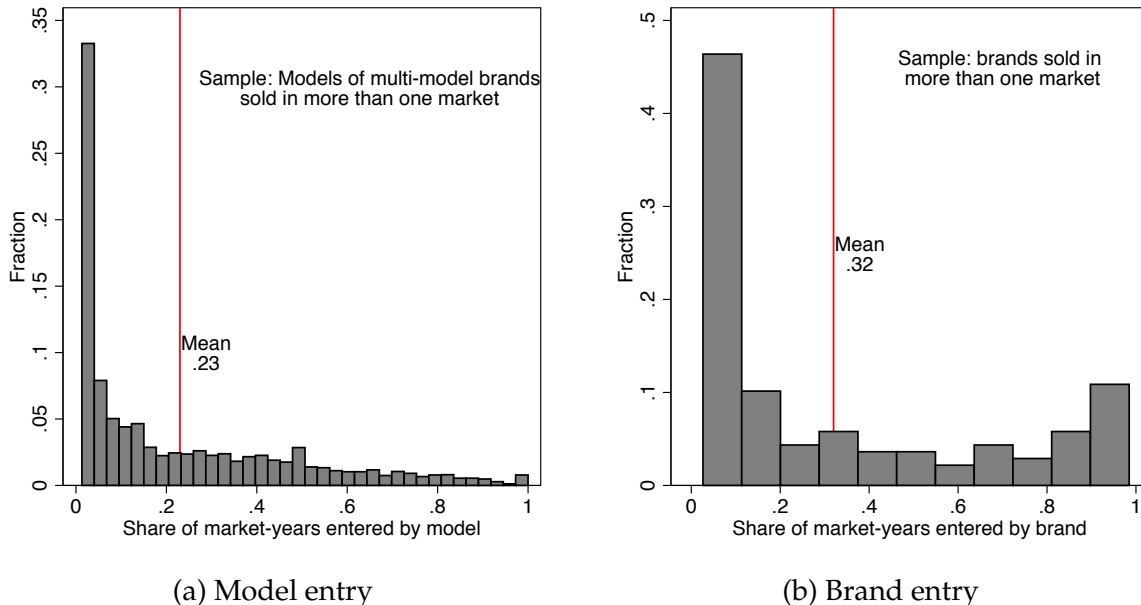 Fraction
0
.05
.1
.15
.2
.25
.3
.35
Sample: Models of multi-model brands
sold in more than one market
Mean
.23
0
.2
.4
.6
.8
1
Share of market-years entered by model
(a) Model entry
Fraction
0
.1
.2
.3
.4
.5
Sample: brands sold in
more than one market
Mean
.32
0
.2
.4
.6
.8
1
Share of market-years entered by brand
(b) Brand entry